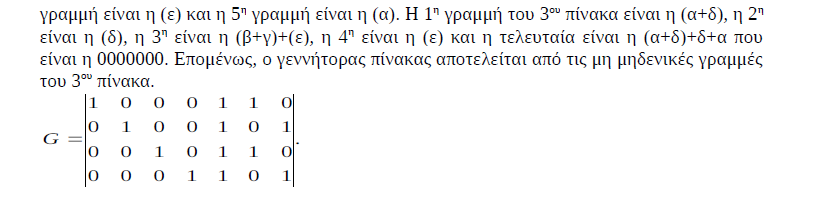 γραμμή είναι η (ε) και η 5η γραμμή είναι η (α). Η 1η γραμμή του 3ου πίνακα είναι η (α+δ), η 2η
είναι η (δ), η 3η είναι η (β+γ)+(ε), η 4η είναι η (ε) και η τελευταία είναι η (α+δ)+δ+α που
είναι η 0000000. Επομένως, ο γεννήτορας πίνακας αποτελείται από τις μη μηδενικές γραμμές
του 3ου πίνακα.
1 0 0 0 1 1 0
0 1 0 0 1 0 1
G = .
0 0 1 0 1 1 0
0 0 0 1 1 0 1